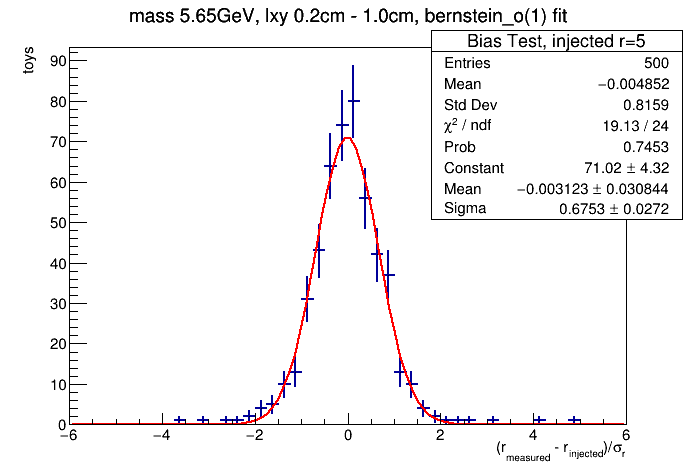 mass 5.65GeV, lxy 0.2cm - 1.0cm, bernstein_o(1) fit
toys
Bias Test, injected r=5
Entries 500
Mean −0.004852
Std Dev 0.8159
χ² / ndf 19.13 / 24
Prob 0.7453
Constant 71.02 ± 4.32
Mean −0.003123 ± 0.030844
Sigma 0.6753 ± 0.0272
90
80
70
60
50
40
30
20
10
0
−6 −4 −2 0 2 4 6
(r_measured - r_injected)/σ_r